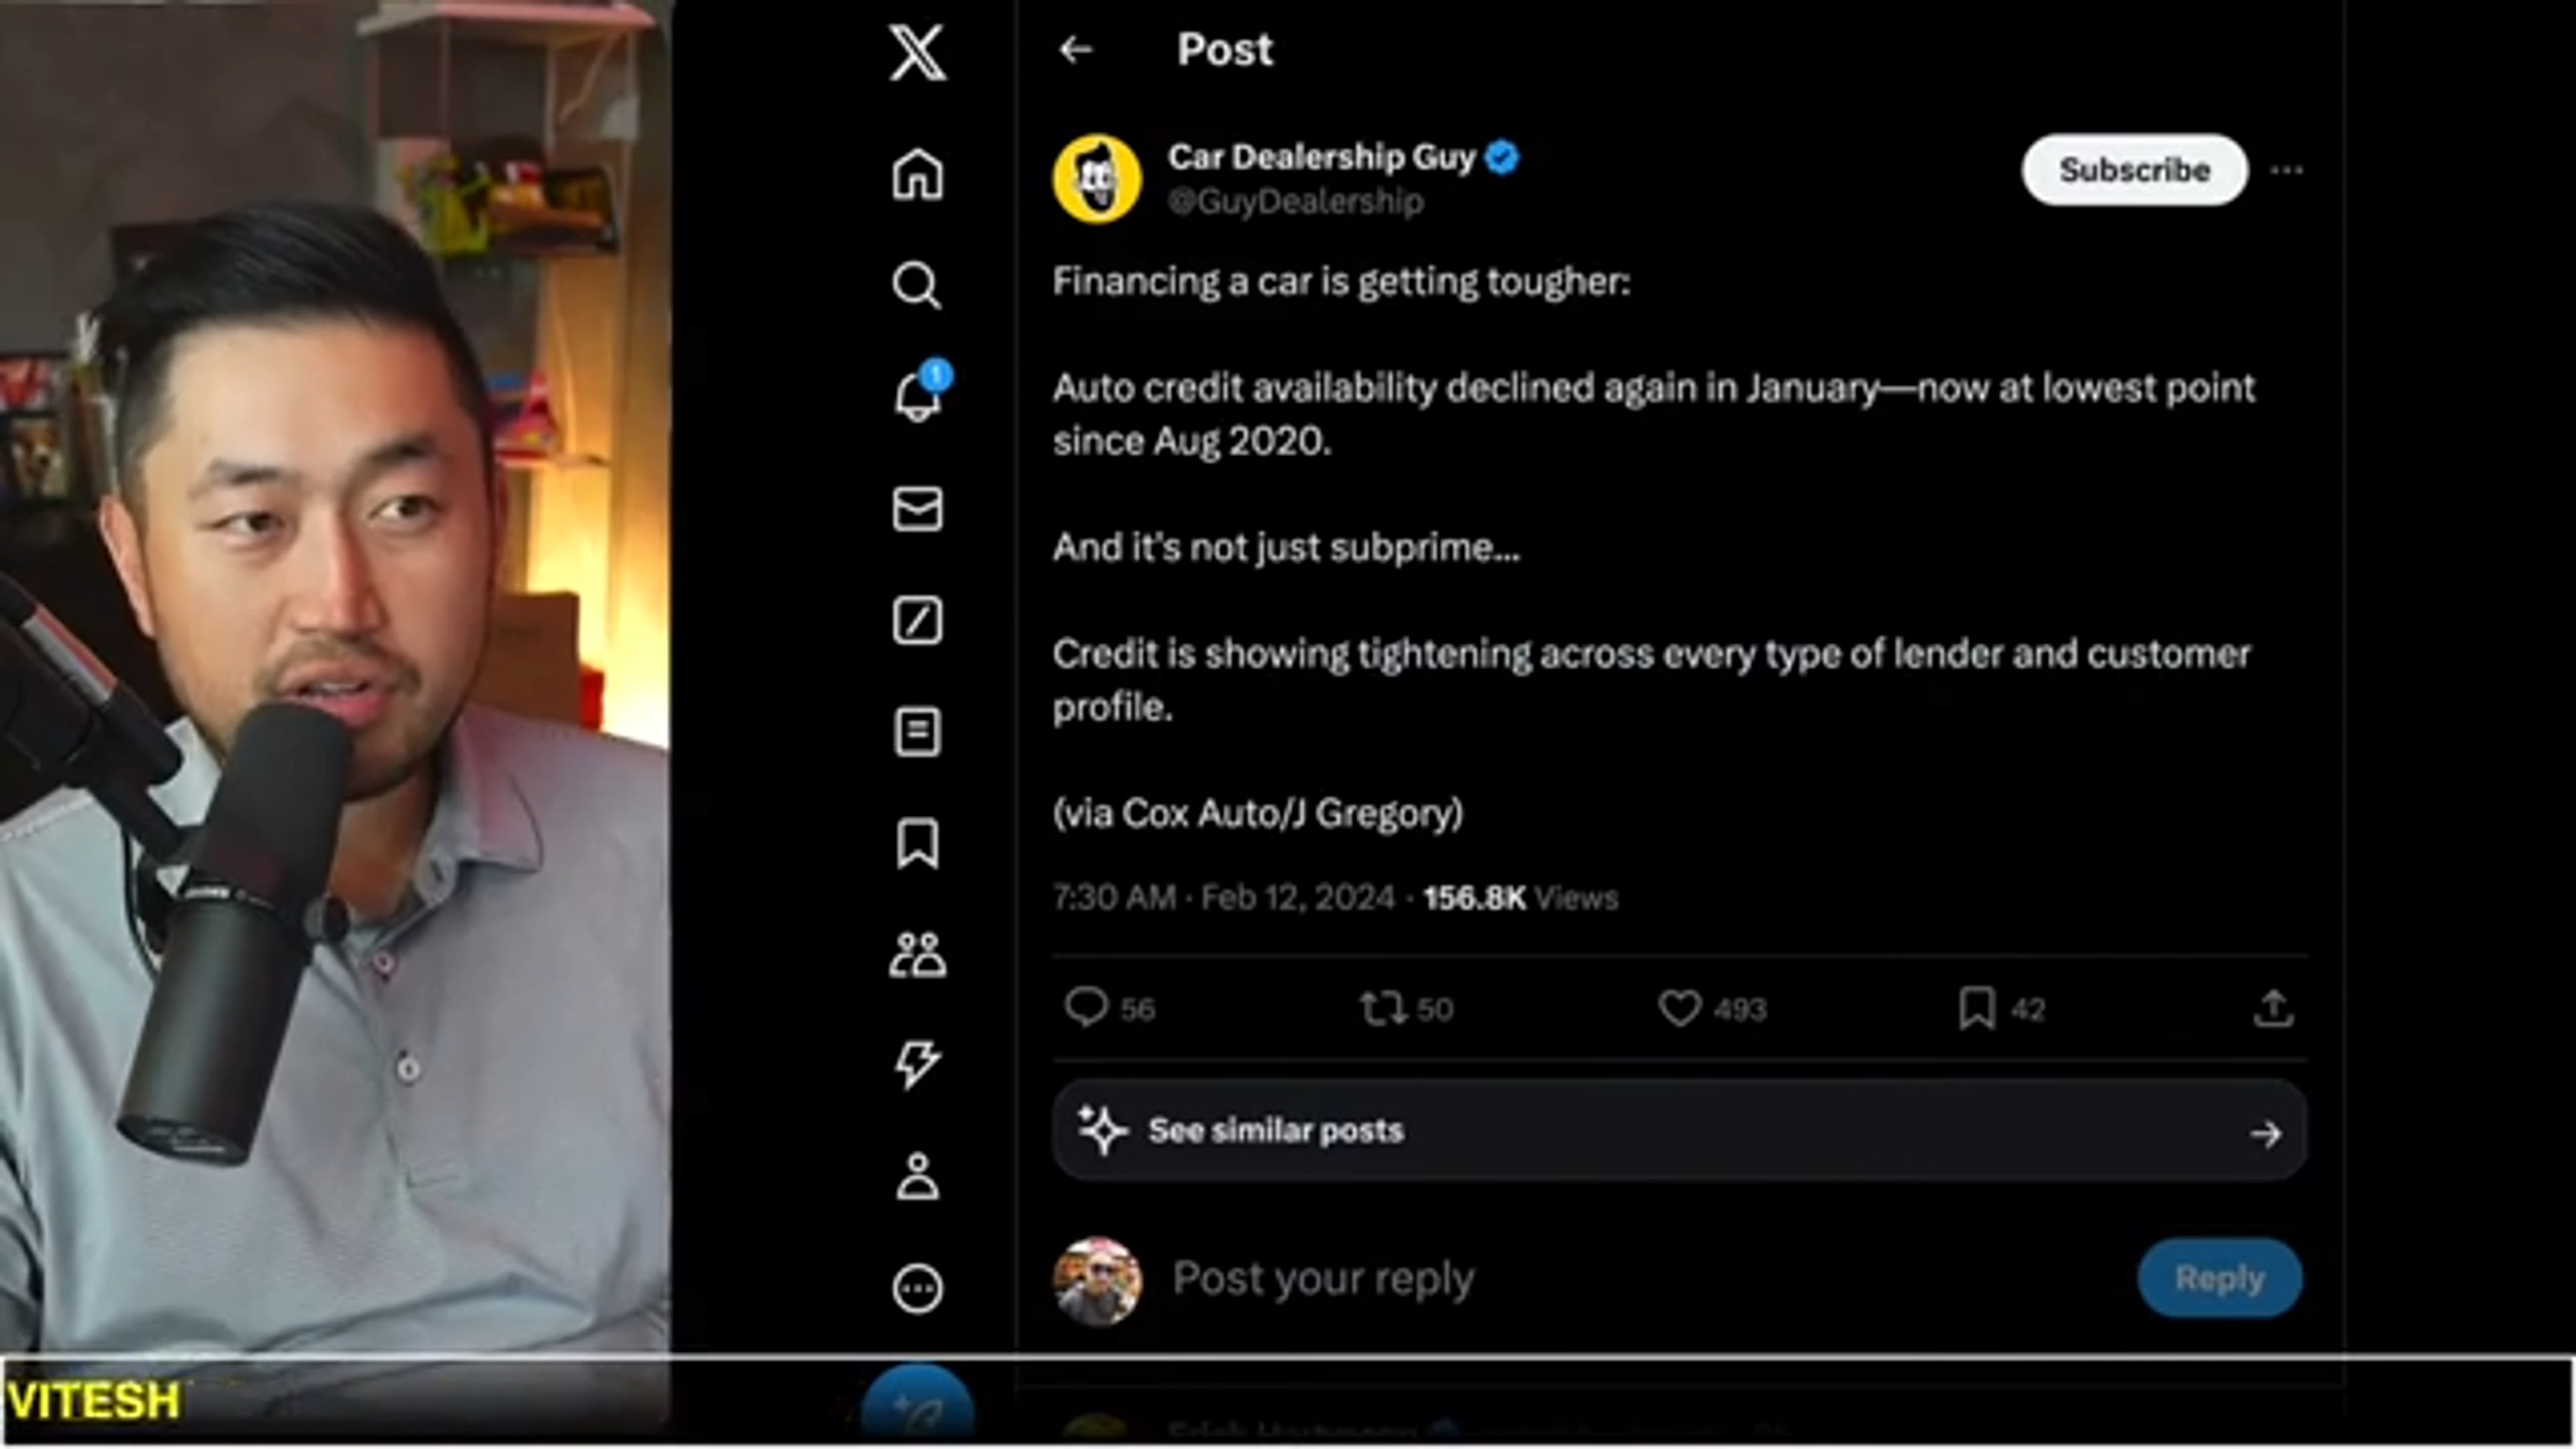 Post
Car Dealership Guy
@GuyDealership
Subscribe
1
Financing a car is getting tougher:
Auto credit availability declined again in January—now at lowest point
since Aug 2020.
And it's not just subprime...
Credit is showing tightening across every type of lender and customer
profile.
(via Cox Auto/J Gregory)
7:30 AM · Feb 12, 2024 · 156.8K Views
56 50 493 42
See similar posts
Post your reply
Reply
VITESH